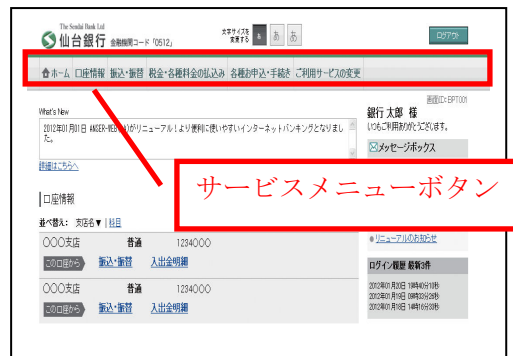 The Sendai Bank Ltd
仙台銀行 金融機関コード「0512」
文字サイズを
変更する
あ あ あ
ログアウト
ホーム 口座情報 振込・振替 税金・各種料金の払込み 各種お申込・手続き ご利用サービスの変更
画面ID:BPT001
What's New
2012年01月01日 ANSER-WEB(IA)がリニューアル!より便利に使いやすいインターネットバンキングとなりまし
た。
詳細はこちらへ
銀行 太郎 様
いつもご利用ありがとうございます。
メッセージボックス
サービスメニューボタン
リニューアルのお知らせ
口座情報
並べ替え: 支店名▼ | 科目
〇〇〇支店 普通 1234〇〇〇
この口座から 振込・振替 入出金明細
〇〇〇支店 普通 1234〇〇〇
この口座から 振込・振替 入出金明細
ログイン履歴 最新3件
2012年01月20日 19時40分10秒
2012年01月19日 09時33分26秒
2012年01月18日 14時16分30秒